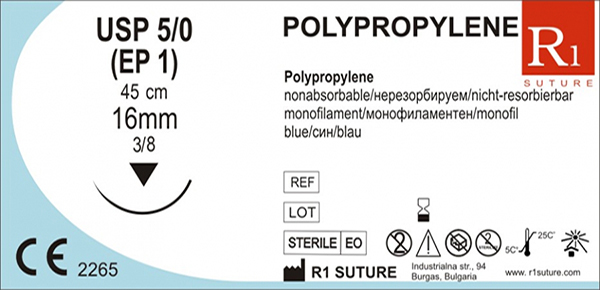 USP 5/0
(EP 1)
45 cm
16mm
3/8
CE 2265
POLYPROPYLENE
R1
SUTURE
Polypropylene
nonabsorbable/нерезорбируем/nicht-resorbierbar
monofilament/монофиламентен/monofil
blue/син/blau
REF
LOT
STERILE EO
2 2 5C° 25C°
R1 SUTURE
Industrialna str., 94
Burgas, Bulgaria
www. r1suture. com